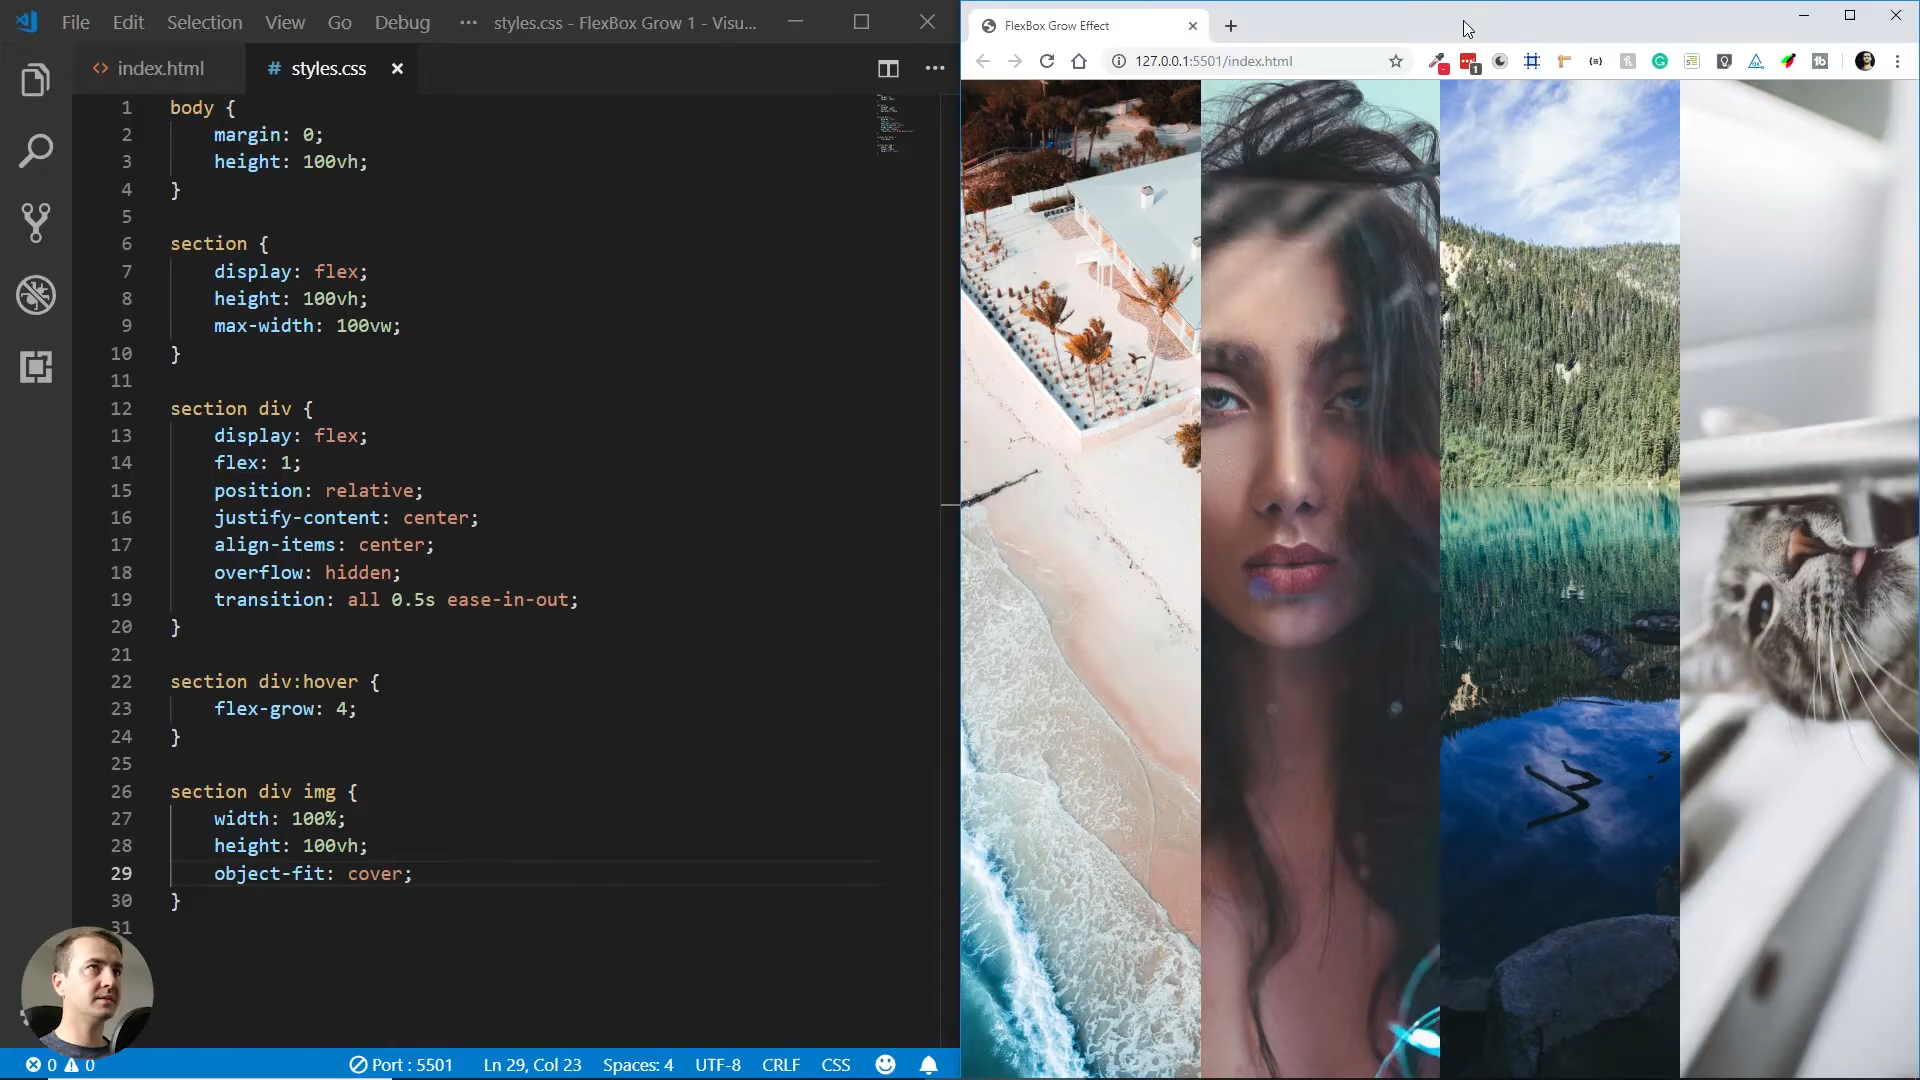 File Edit Selection View Go Debug ··· styles.css - FlexBox Grow 1 - Visu...
index.html # styles.css
1 body {
2 margin: 0;
3 height: 100vh;
4 }
5
6 section {
7 display: flex;
8 height: 100vh;
9 max-width: 100vw;
10 }
11
12 section div {
13 display: flex;
14 flex: 1;
15 position: relative;
16 justify-content: center;
17 align-items: center;
18 overflow: hidden;
19 transition: all 0.5s ease-in-out;
20 }
21
22 section div:hover {
23 flex-grow: 4;
24 }
25
26 section div img {
27 width: 100%;
28 height: 100vh;
29 object-fit: cover;
30 }
31
0 0 Port : 5501 Ln 29, Col 23 Spaces: 4 UTF-8 CRLF CSS
FlexBox Grow Effect
127.0.0.1:5501/index.html
1